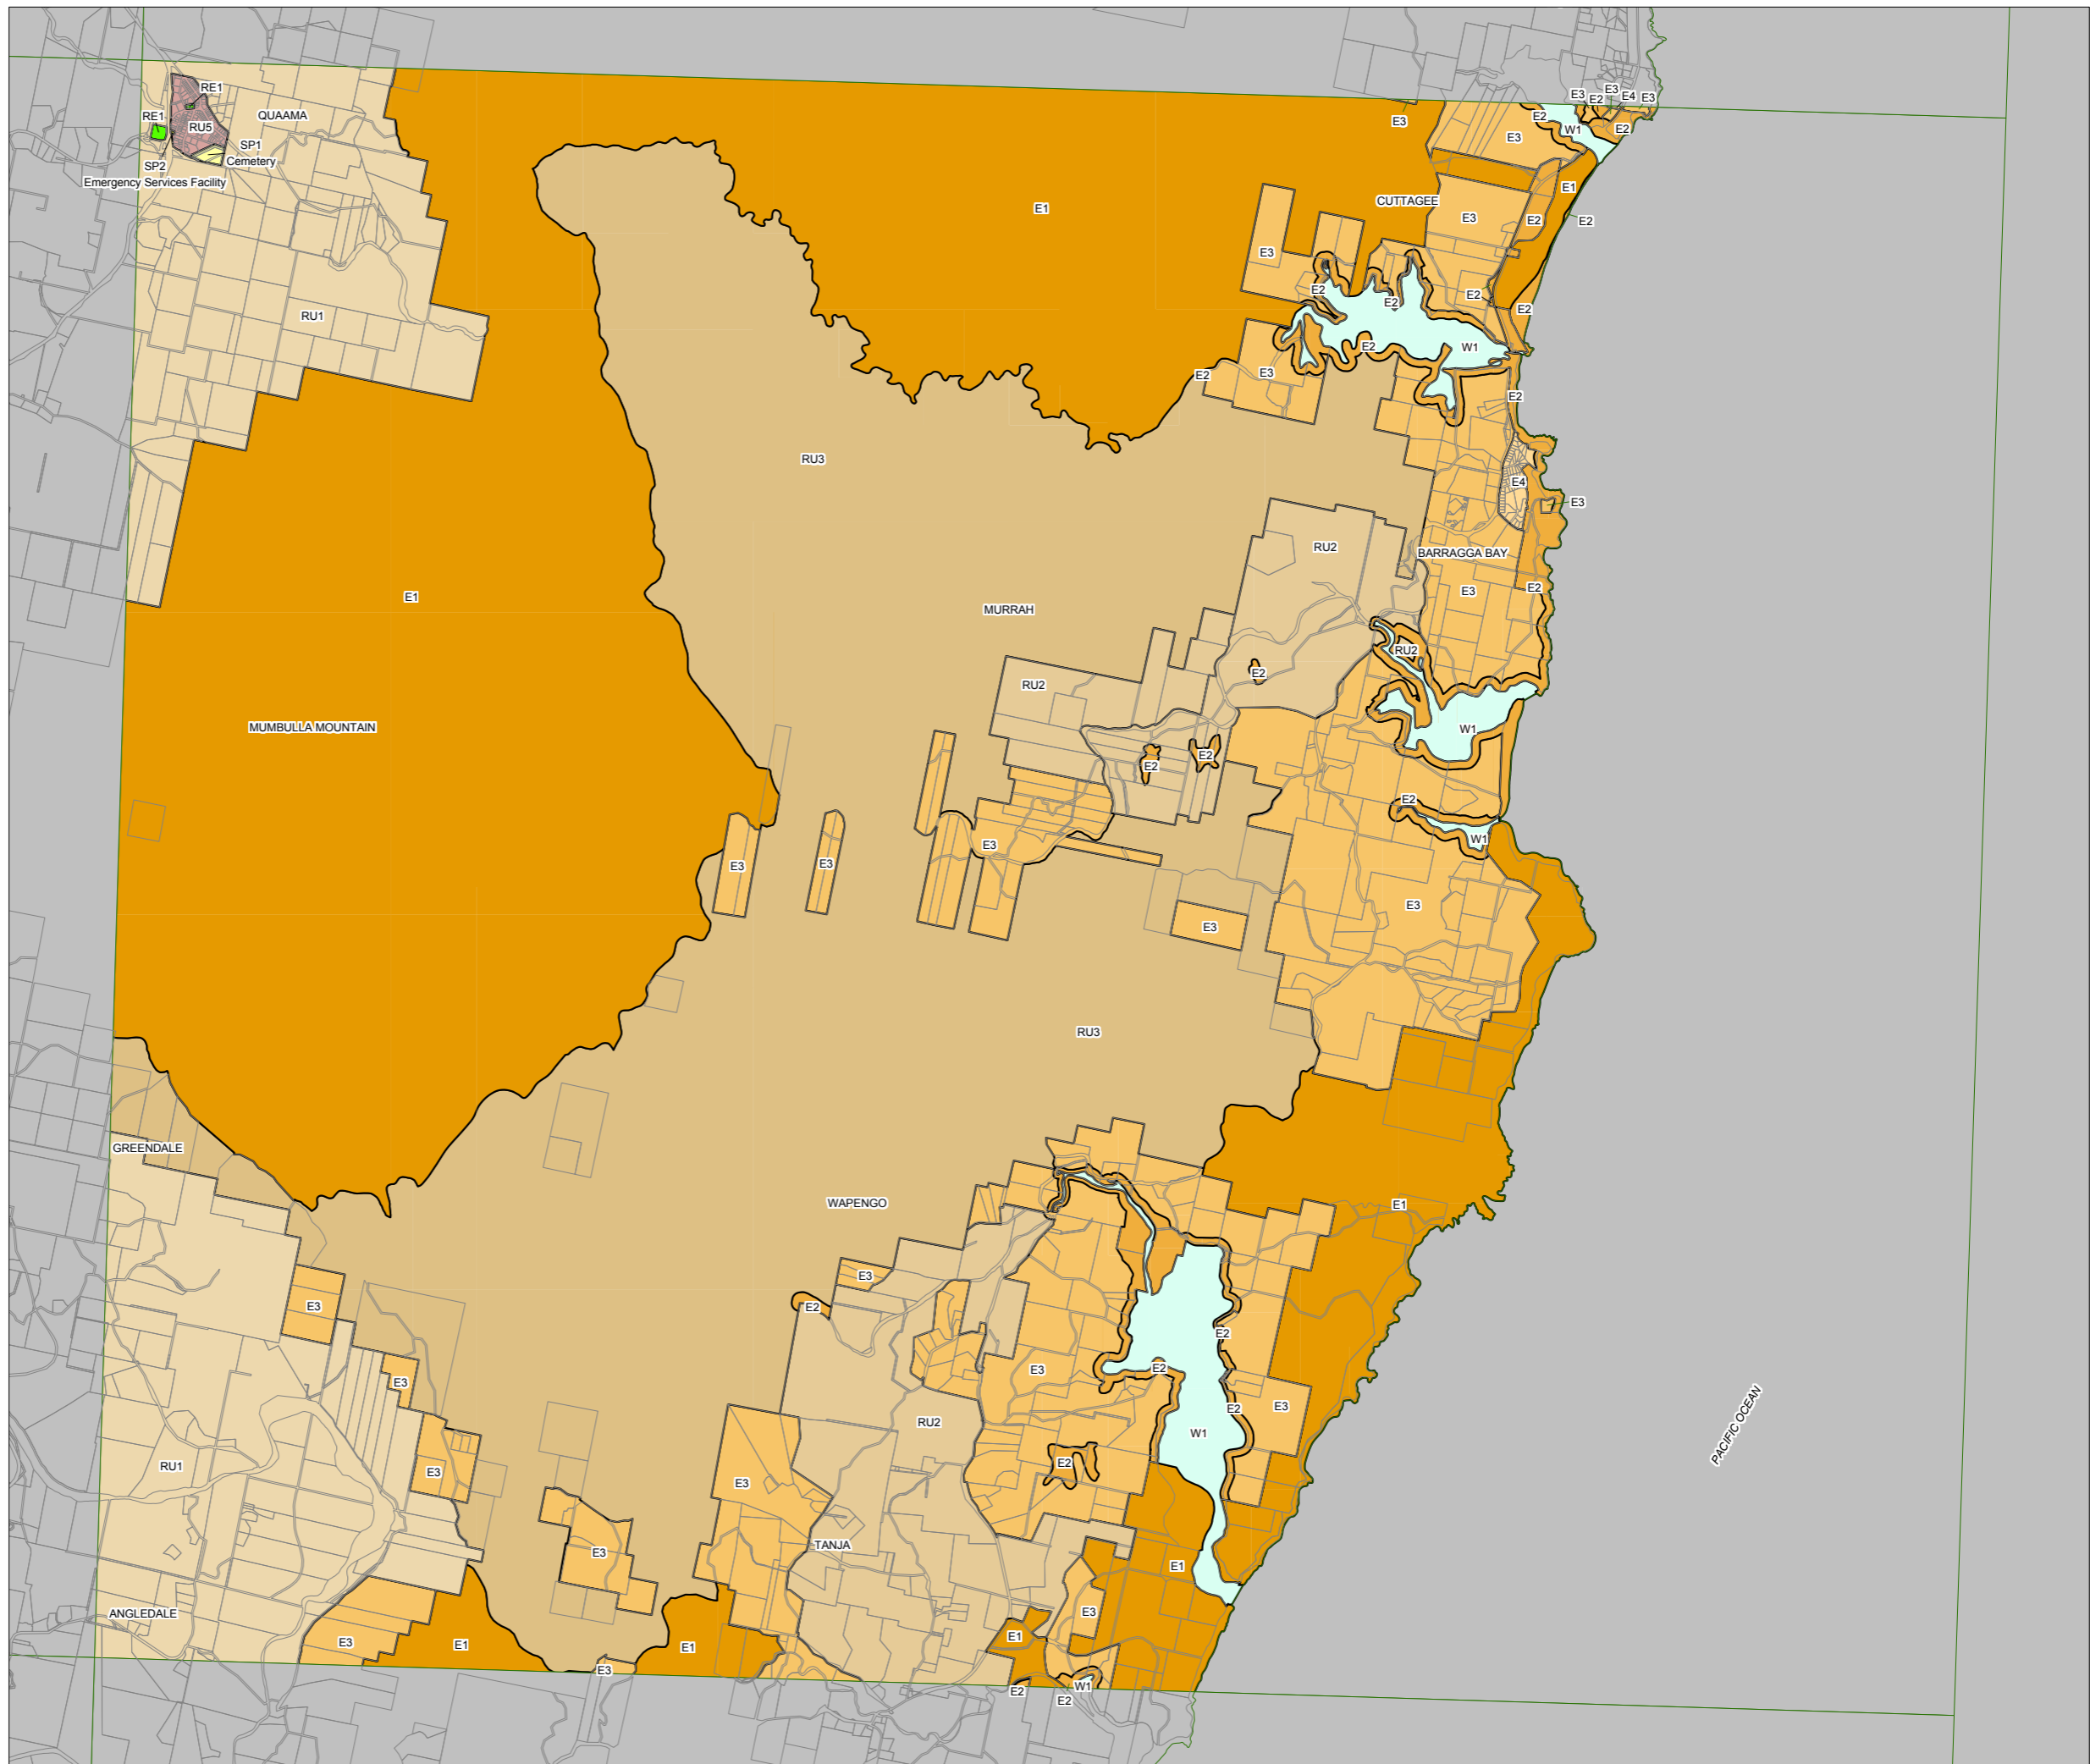 E3
E3
E4
E3
E2
RE1
QUAAMA
RE1
E3
E2
W1
E2
RU5
E3
SP1
SP2
Cemetery
Emergency Services Facility
E1
E1
CUTTAGEE
E3
E2
E2
E3
E2
E2
E2
E2
RU1
W1
E2
E3
E2
E2
RU3
E4
E3
RU2
BARRAGGA BAY
E3
E2
E1
MURRAH
RU2
E2
RU2
MUMBULLA MOUNTAIN
W1
E2
E2
E2
W1
E3
E3
E3
E3
E3
RU3
GREENDALE
WAPENGO
E1
E3
E2
E3
E2
E2
E3
E3
E2
E3
PACIFIC OCEAN
RU2
W1
RU1
E3
E3
E2
TANJA
E3
E1
ANGLEDALE
E3
E3
E1
E1
E1
E3
W1
E2
E2